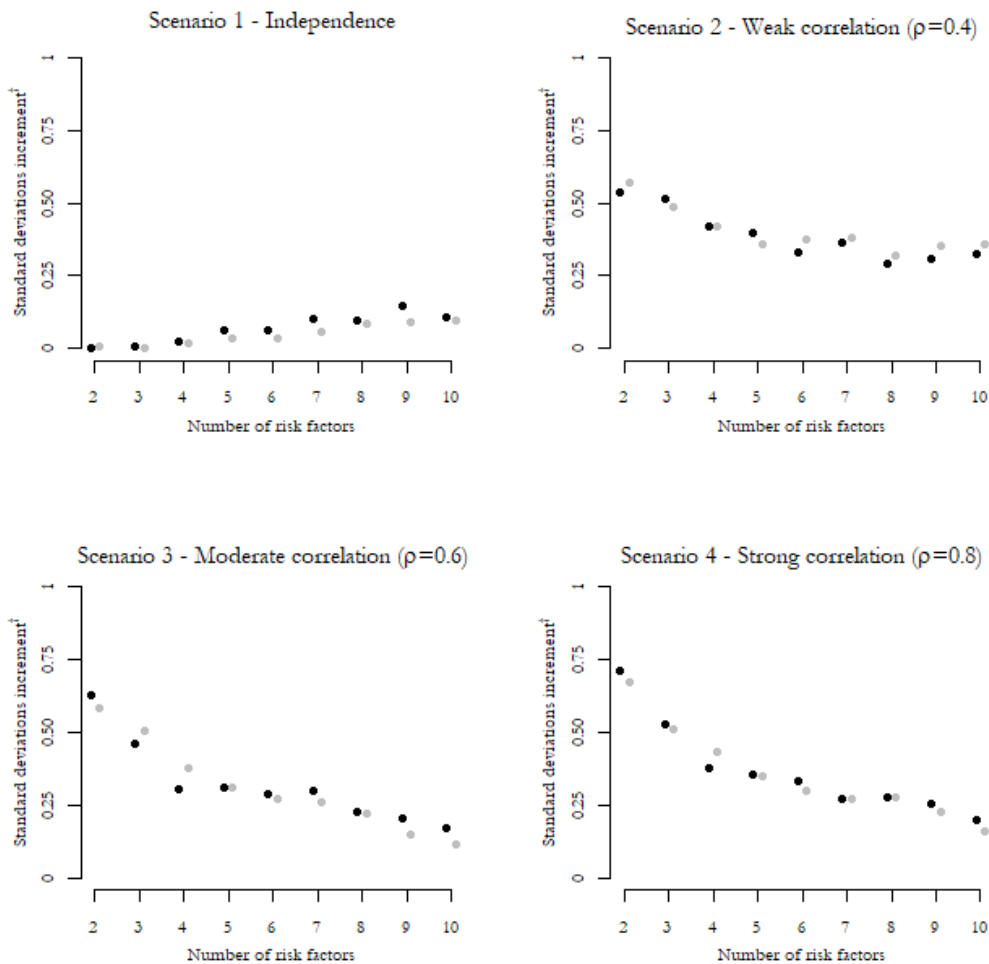 Scenario 1 - Independence
Standard deviations increment†
1
0.75
0.50
0.25
0
2 3 4 5 6 7 8 9 10
Number of risk factors
Scenario 2 - Weak correlation (ρ=0.4)
Standard deviations increment†
1
0.75
0.50
0.25
0
2 3 4 5 6 7 8 9 10
Number of risk factors
Scenario 3 - Moderate correlation (ρ=0.6)
Standard deviations increment†
1
0.75
0.50
0.25
0
2 3 4 5 6 7 8 9 10
Number of risk factors
Scenario 4 - Strong correlation (ρ=0.8)
Standard deviations increment†
1
0.75
0.50
0.25
0
2 3 4 5 6 7 8 9 10
Number of risk factors